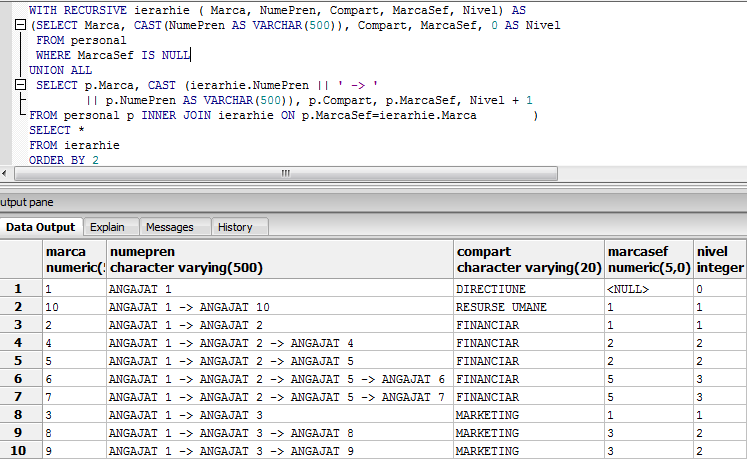 WITH RECURSIVE ierarhie ( Marca, NumePren, Compart, MarcaSef, Nivel) AS
(SELECT Marca, CAST(NumePren AS VARCHAR(500)), Compart, MarcaSef, 0 AS Nivel
FROM personal
WHERE MarcaSef IS NULL
UNION ALL
SELECT p.Marca, CAST (ierarhie.NumePren || ' -> '
|| p.NumePren AS VARCHAR(500)), p.Compart, p.MarcaSef, Nivel + 1
FROM personal p INNER JOIN ierarhie ON p.MarcaSef=ierarhie.Marca )
SELECT *
FROM ierarhie
ORDER BY 2
utput pane
Data Output Explain Messages History
marca numepren compart marcasef nivel
numeric(5 character varying(500) character varying(20) numeric(5,0) integer
1 1 ANGAJAT 1 DIRECTIUNE <NULL> 0
2 10 ANGAJAT 1 -> ANGAJAT 10 RESURSE UMANE 1 1
3 2 ANGAJAT 1 -> ANGAJAT 2 FINANCIAR 1 1
4 4 ANGAJAT 1 -> ANGAJAT 2 -> ANGAJAT 4 FINANCIAR 2 2
5 5 ANGAJAT 1 -> ANGAJAT 2 -> ANGAJAT 5 FINANCIAR 2 2
6 6 ANGAJAT 1 -> ANGAJAT 2 -> ANGAJAT 5 -> ANGAJAT 6 FINANCIAR 5 3
7 7 ANGAJAT 1 -> ANGAJAT 2 -> ANGAJAT 5 -> ANGAJAT 7 FINANCIAR 5 3
8 3 ANGAJAT 1 -> ANGAJAT 3 MARKETING 1 1
9 8 ANGAJAT 1 -> ANGAJAT 3 -> ANGAJAT 8 MARKETING 3 2
10 9 ANGAJAT 1 -> ANGAJAT 3 -> ANGAJAT 9 MARKETING 3 2